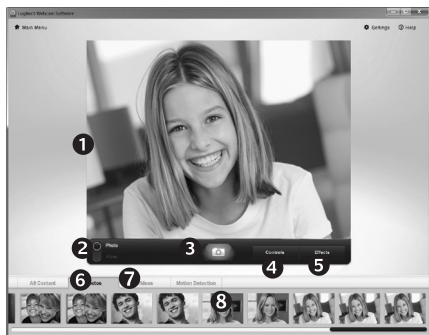 Logitech Webcam Software
Main Menu
Settings
Help
1
2
Photo
Video
3
Controls
Effects
4
5
All Content
6
7
Motion Detection
8